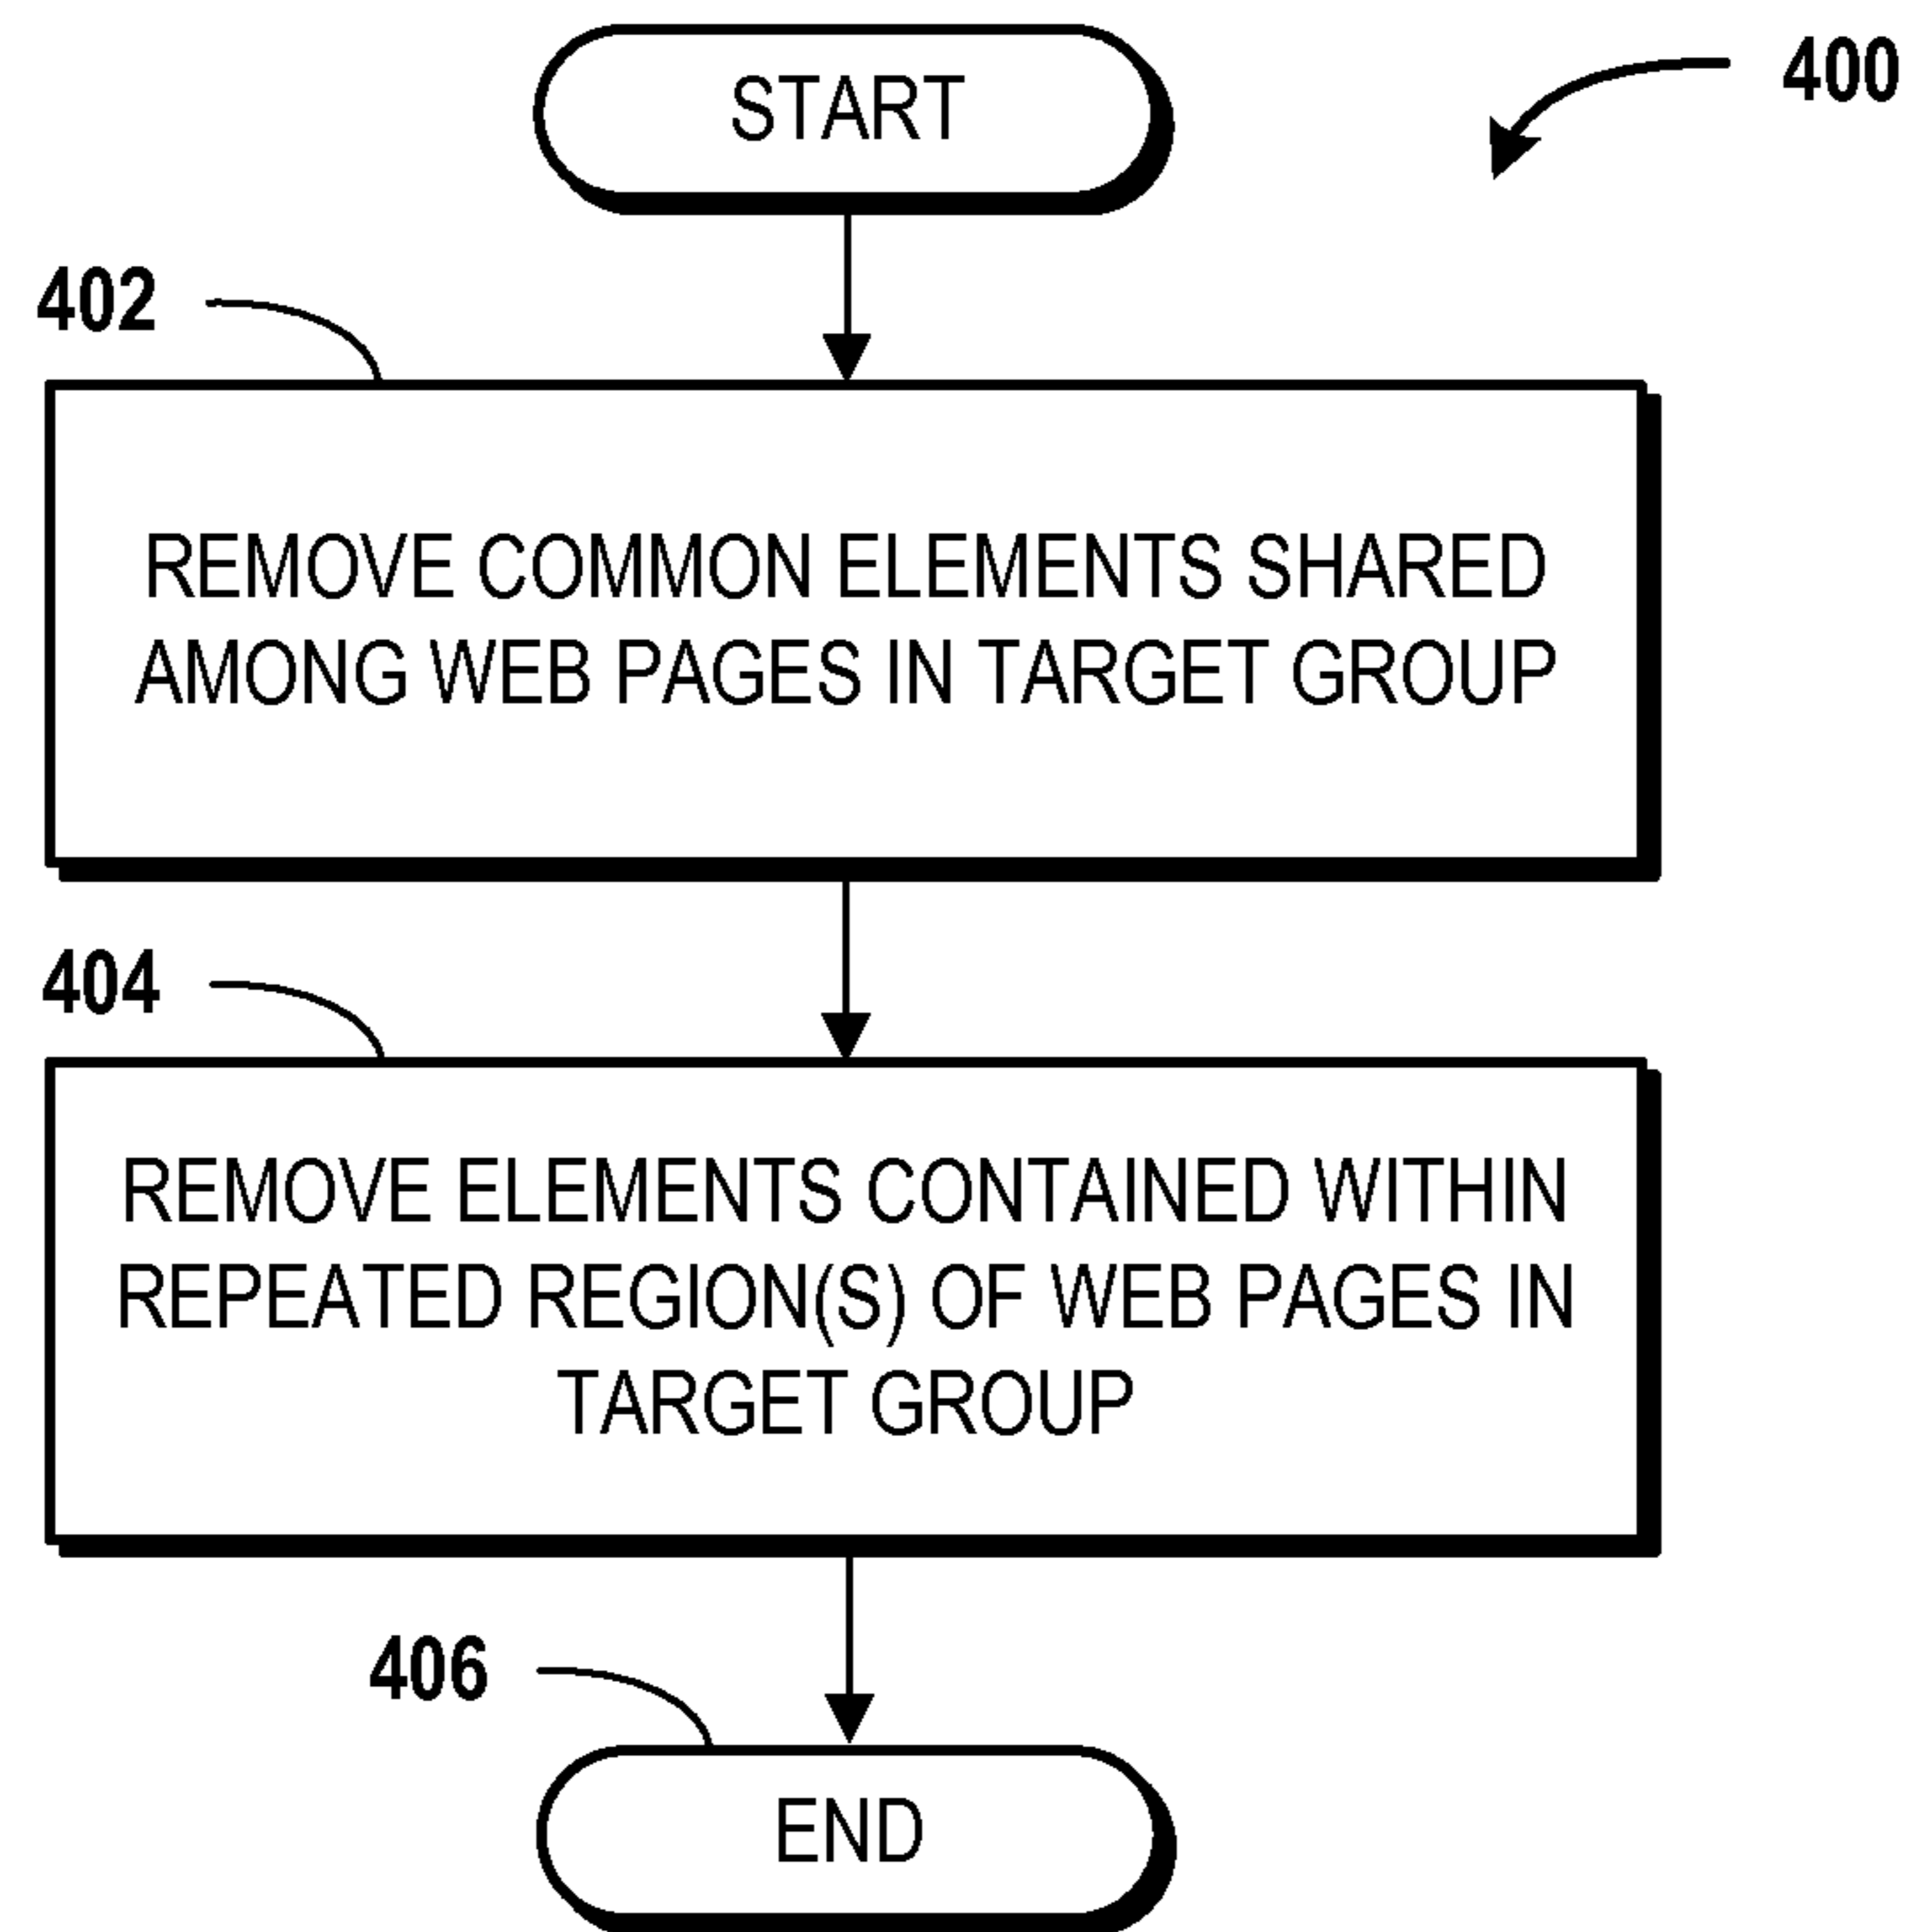 START
400
402
REMOVE COMMON ELEMENTS SHARED
AMONG WEB PAGES IN TARGET GROUP
404
REMOVE ELEMENTS CONTAINED WITHIN
REPEATED REGION(S) OF WEB PAGES IN
TARGET GROUP
406
END